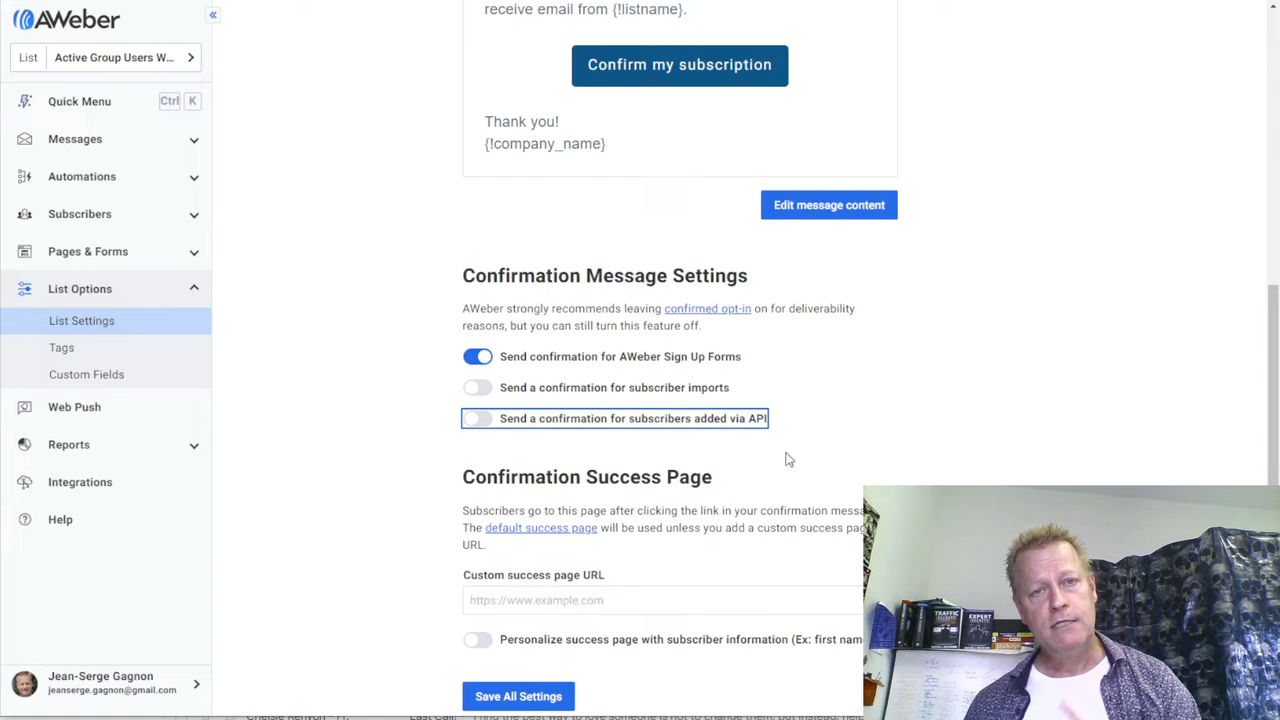 AWeber
List Active Group Users W...
Quick Menu Ctrl K
Messages
Automations
Subscribers
Pages & Forms
List Options
List Settings
Tags
Custom Fields
Web Push
Reports
Integrations
Help
Jean-Serge Gagnon
jeanserge.gagnon@gmail.com
receive email from {!listname}.
Confirm my subscription
Thank you!
{!company_name}
Edit message content
Confirmation Message Settings
AWeber strongly recommends leaving confirmed opt-in on for deliverability
reasons, but you can still turn this feature off.
Send confirmation for AWeber Sign Up Forms
Send a confirmation for subscriber imports
Send a confirmation for subscribers added via API
Confirmation Success Page
Subscribers go to this page after clicking the link in your confirmation messa
The default success page will be used unless you add a custom success pag
URL.
Custom success page URL
https://www.example.com
Personalize success page with subscriber information (Ex: first nam
Save All Settings
TRAFFIC
SECRETS
EXPERT
SECRETS